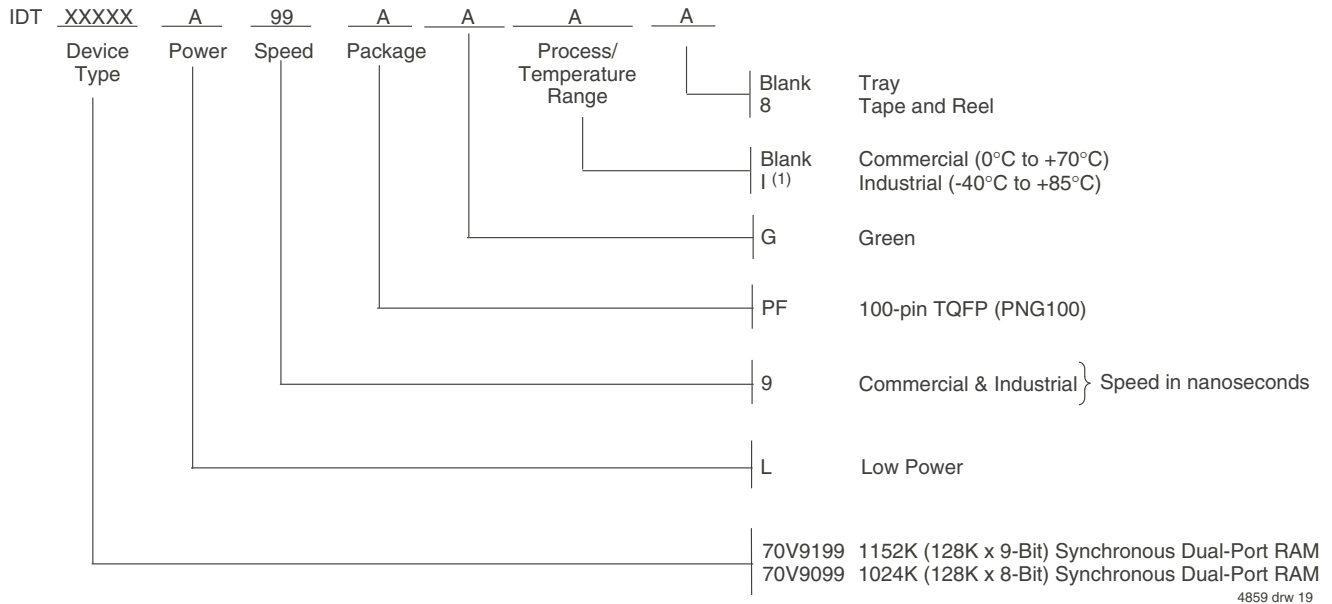 IDT XXXXX A 99 A A A A
Device Type Power Speed Package Process/ Temperature Range
Blank Tray
8 Tape and Reel
Blank Commercial (0°C to +70°C)
I (1) Industrial (-40°C to +85°C)
G Green
PF 100-pin TQFP (PNG100)
9 Commercial & Industrial } Speed in nanoseconds
L Low Power
70V9199 1152K (128K x 9-Bit) Synchronous Dual-Port RAM
70V9099 1024K (128K x 8-Bit) Synchronous Dual-Port RAM
4859 drw 19